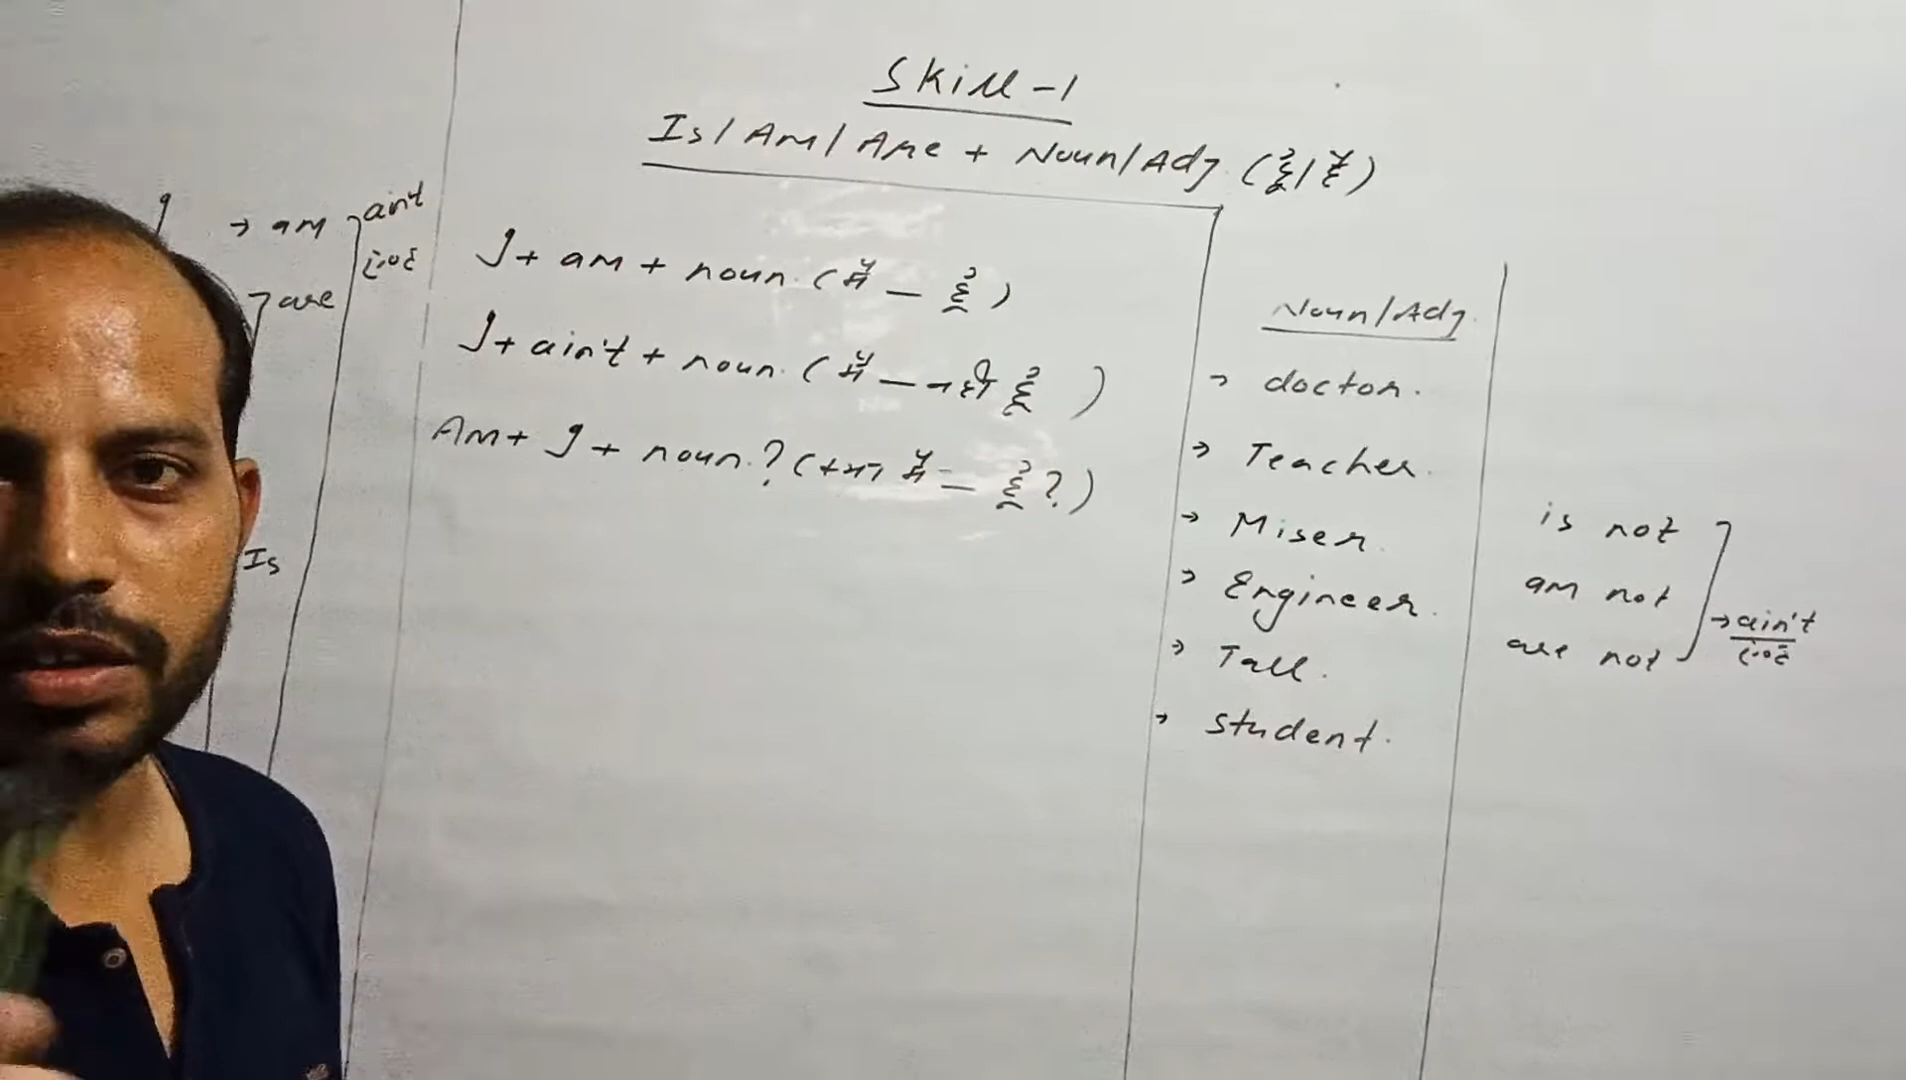 Skill-1
Is/Am/Are + Noun/Adj. (हूँ/है)
I → am
are
ain't
Is
I + am + noun. (मैं — हूँ)
I + ain't + noun. (मैं — नहीं हूँ)
Am + I + noun.? (क्या मैं — हूँ?)
Noun/Adj.
→ doctor.
→ Teacher.
→ Miser.
→ Engineer.
→ Tall.
→ student.
is not
am not
are not
→ ain't